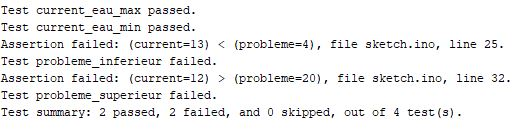 Test current_eau_max passed.
Test current_eau_min passed.
Assertion failed: (current=13) < (probleme=4), file sketch.ino, line 25.
Test probleme_inferieur failed.
Assertion failed: (current=12) > (probleme=20), file sketch.ino, line 32.
Test probleme_superieur failed.
Test summary: 2 passed, 2 failed, and 0 skipped, out of 4 test(s).